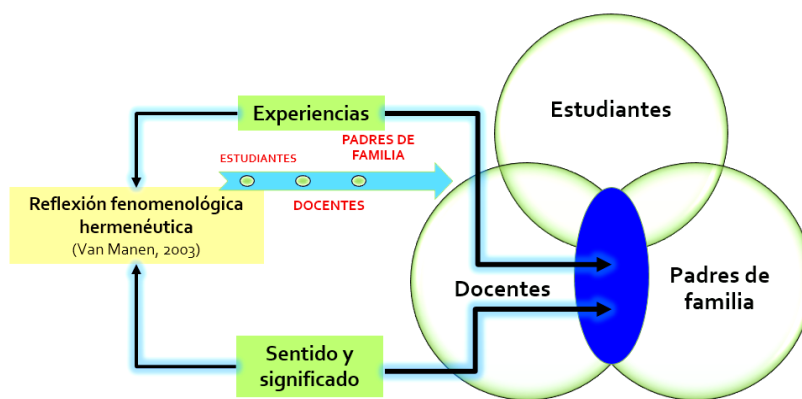 Experiencias
ESTUDIANTES
PADRES DE
FAMILIA
DOCENTES
Reflexión fenomenológica
hermenéutica
(Van Manen, 2003)
Sentido y
significado
Estudiantes
Docentes
Padres de
familia